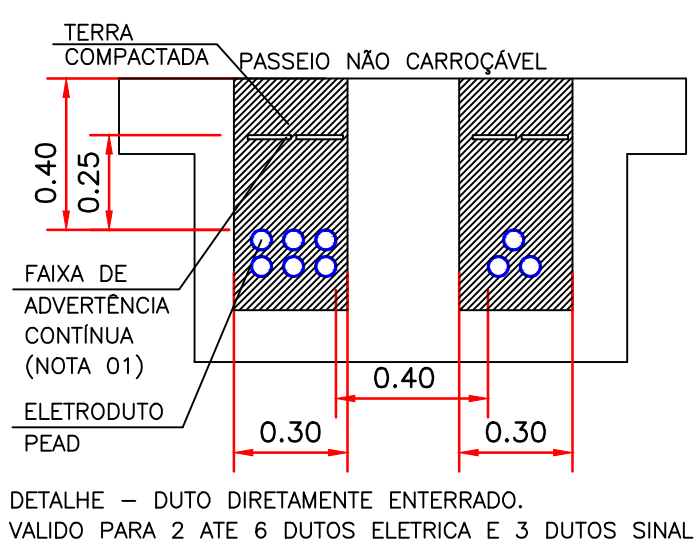 TERRA
COMPACTADA
PASSEIO NÃO CARROÇÁVEL
0.40
0.25
FAIXA DE
ADVERTÊNCIA
CONTÍNUA
(NOTA 01)
0.40
ELETRODUTO
PEAD
0.30
0.30
DETALHE – DUTO DIRETAMENTE ENTERRADO.
VALIDO PARA 2 ATE 6 DUTOS ELETRICA E 3 DUTOS SINAL